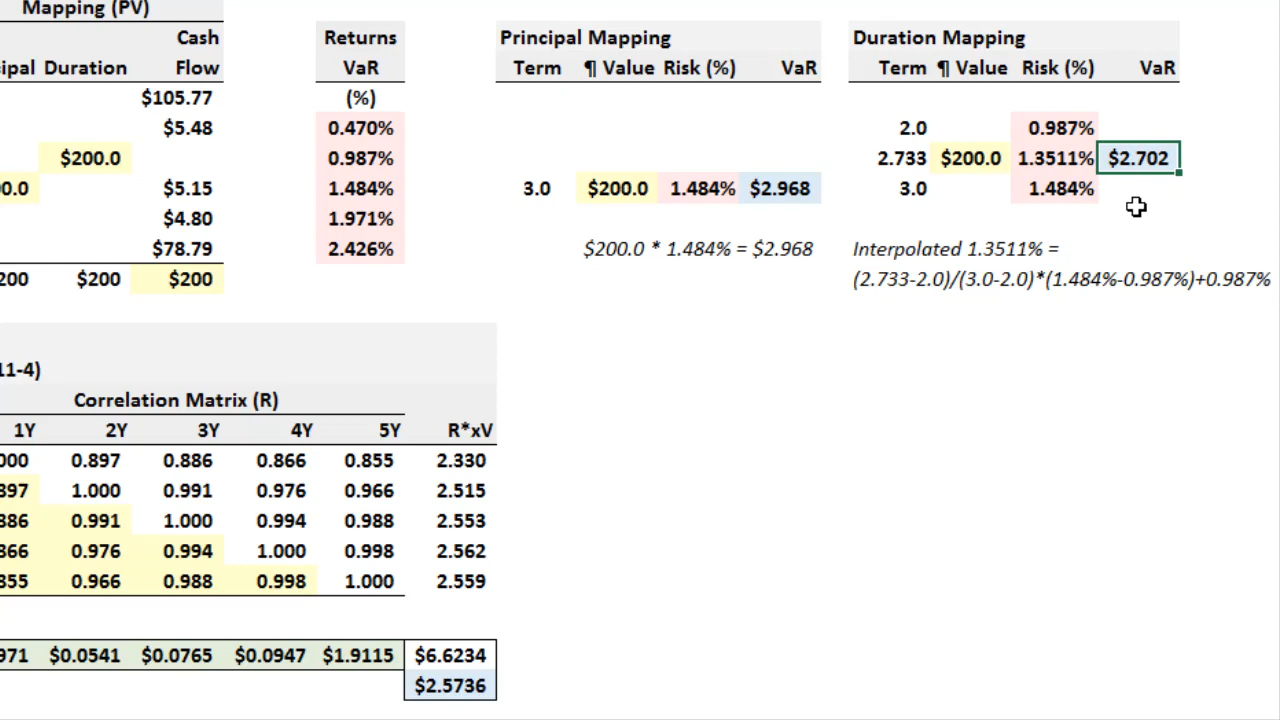 Mapping (PV)
Cash Returns Principal Mapping Duration Mapping
ipal Duration Flow VaR Term ¶ Value Risk (%) VaR Term ¶ Value Risk (%) VaR
$105.77 (%)
$5.48 0.470% 2.0 0.987%
$200.0 0.987% 2.733 $200.0 1.3511% $2.702
00.0 $5.15 1.484% 3.0 $200.0 1.484% $2.968 3.0 1.484%
$4.80 1.971%
$78.79 2.426% $200.0 * 1.484% = $2.968 Interpolated 1.3511% =
200 $200 $200 (2.733-2.0)/(3.0-2.0)*(1.484%-0.987%)+0.987%
11-4)
Correlation Matrix (R)
1Y 2Y 3Y 4Y 5Y R*xV
000 0.897 0.886 0.866 0.855 2.330
897 1.000 0.991 0.976 0.966 2.515
886 0.991 1.000 0.994 0.988 2.553
866 0.976 0.994 1.000 0.998 2.562
855 0.966 0.988 0.998 1.000 2.559
971 $0.0541 $0.0765 $0.0947 $1.9115 $6.6234
$2.5736